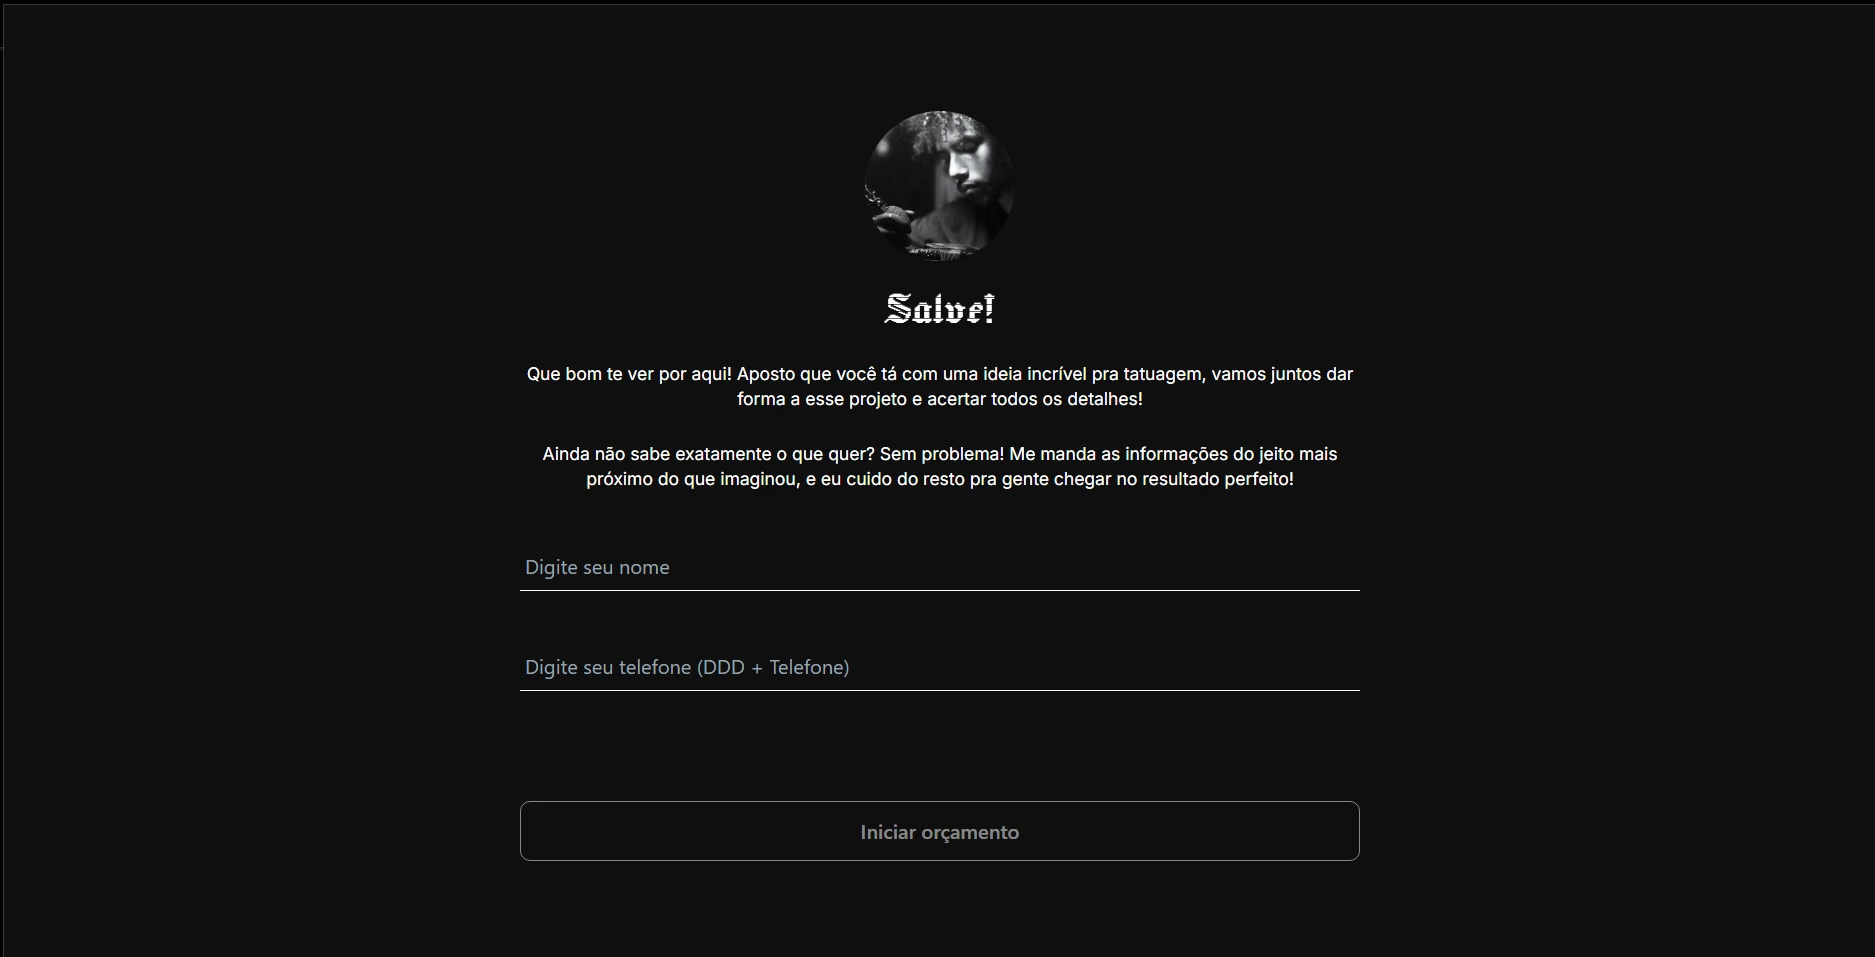 Salve!
Que bom te ver por aqui! Aposto que você tá com uma ideia incrível pra tatuagem, vamos juntos dar
forma a esse projeto e acertar todos os detalhes!
Ainda não sabe exatamente o que quer? Sem problema! Me manda as informações do jeito mais
próximo do que imaginou, e eu cuido do resto pra gente chegar no resultado perfeito!
Digite seu nome
Digite seu telefone (DDD + Telefone)
Iniciar orçamento